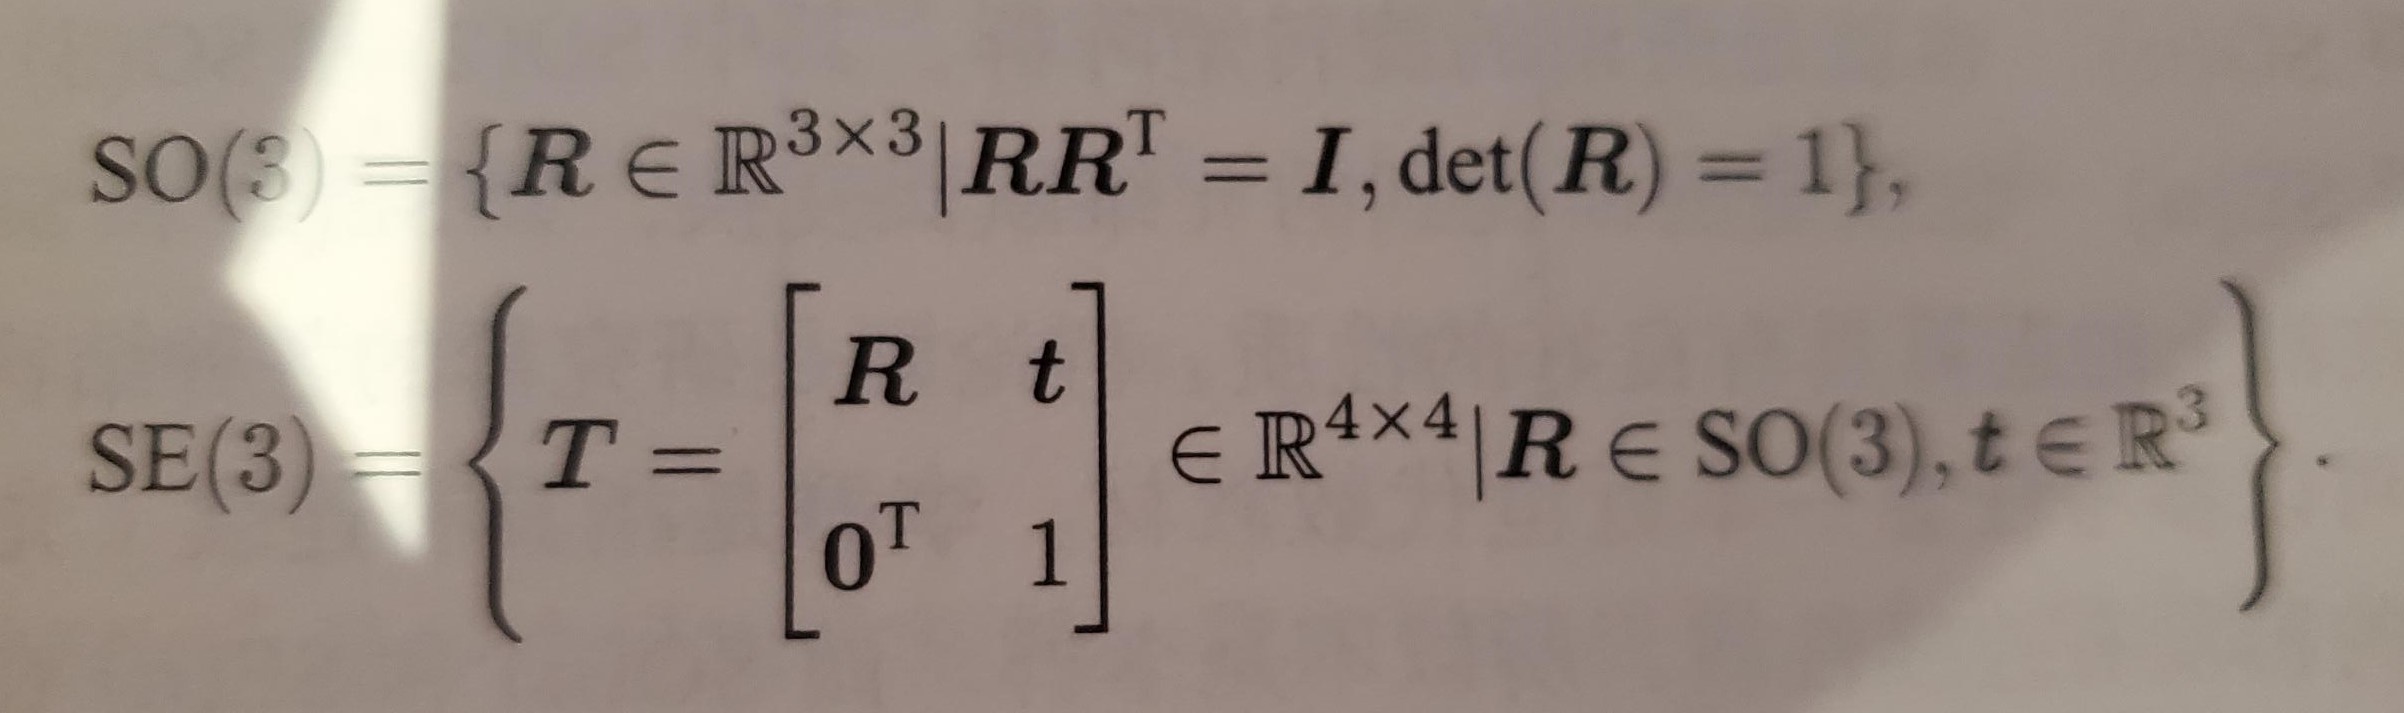 SO(3) = {R ∈ ℝ^{3×3}|RR^T = I, det(R) = 1},
SE(3) = { T = [ R t ; 0^T 1 ] ∈ ℝ^{4×4}|R ∈ SO(3), t ∈ ℝ^3 } .